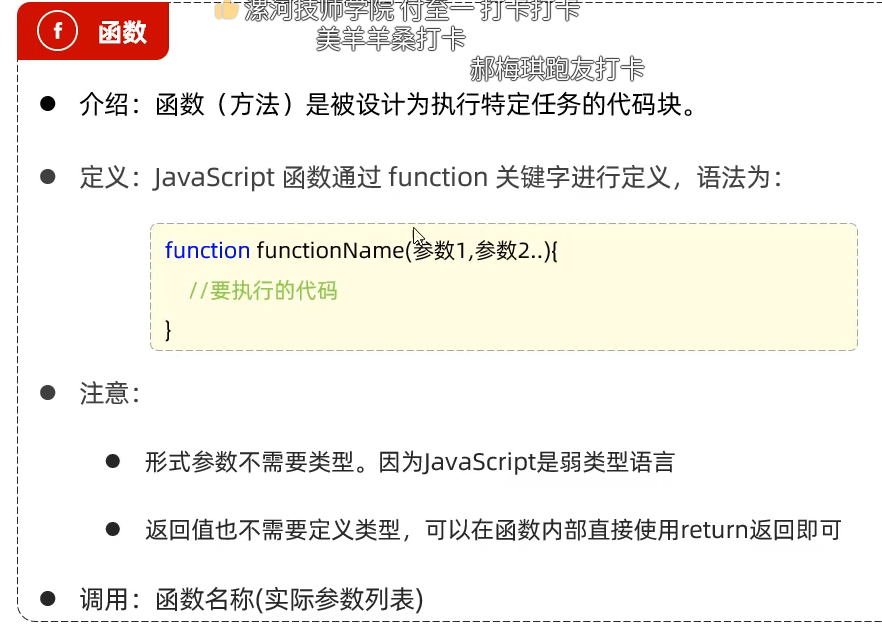 漯河技师学院 付至一 打卡打卡
f 函数
美羊羊桑打卡
郝梅琪跑友打卡
● 介绍：函数（方法）是被设计为执行特定任务的代码块。
● 定义：JavaScript 函数通过 function 关键字进行定义，语法为：
function functionName(参数1,参数2..){
//要执行的代码
}
● 注意：
● 形式参数不需要类型。因为JavaScript是弱类型语言
● 返回值也不需要定义类型，可以在函数内部直接使用return返回即可
● 调用：函数名称(实际参数列表)